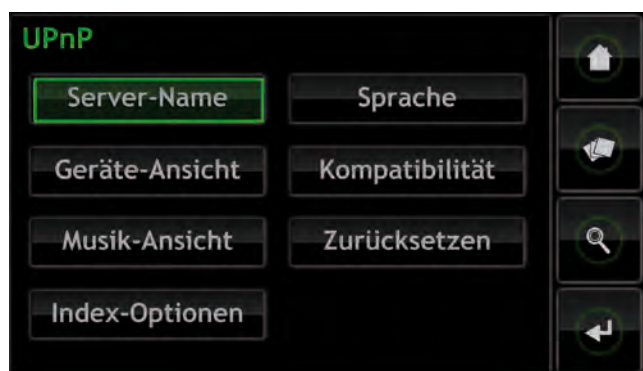 UPnP
Server-Name
Sprache
Geräte-Ansicht
Kompatibilität
Musik-Ansicht
Zurücksetzen
Index-Optionen